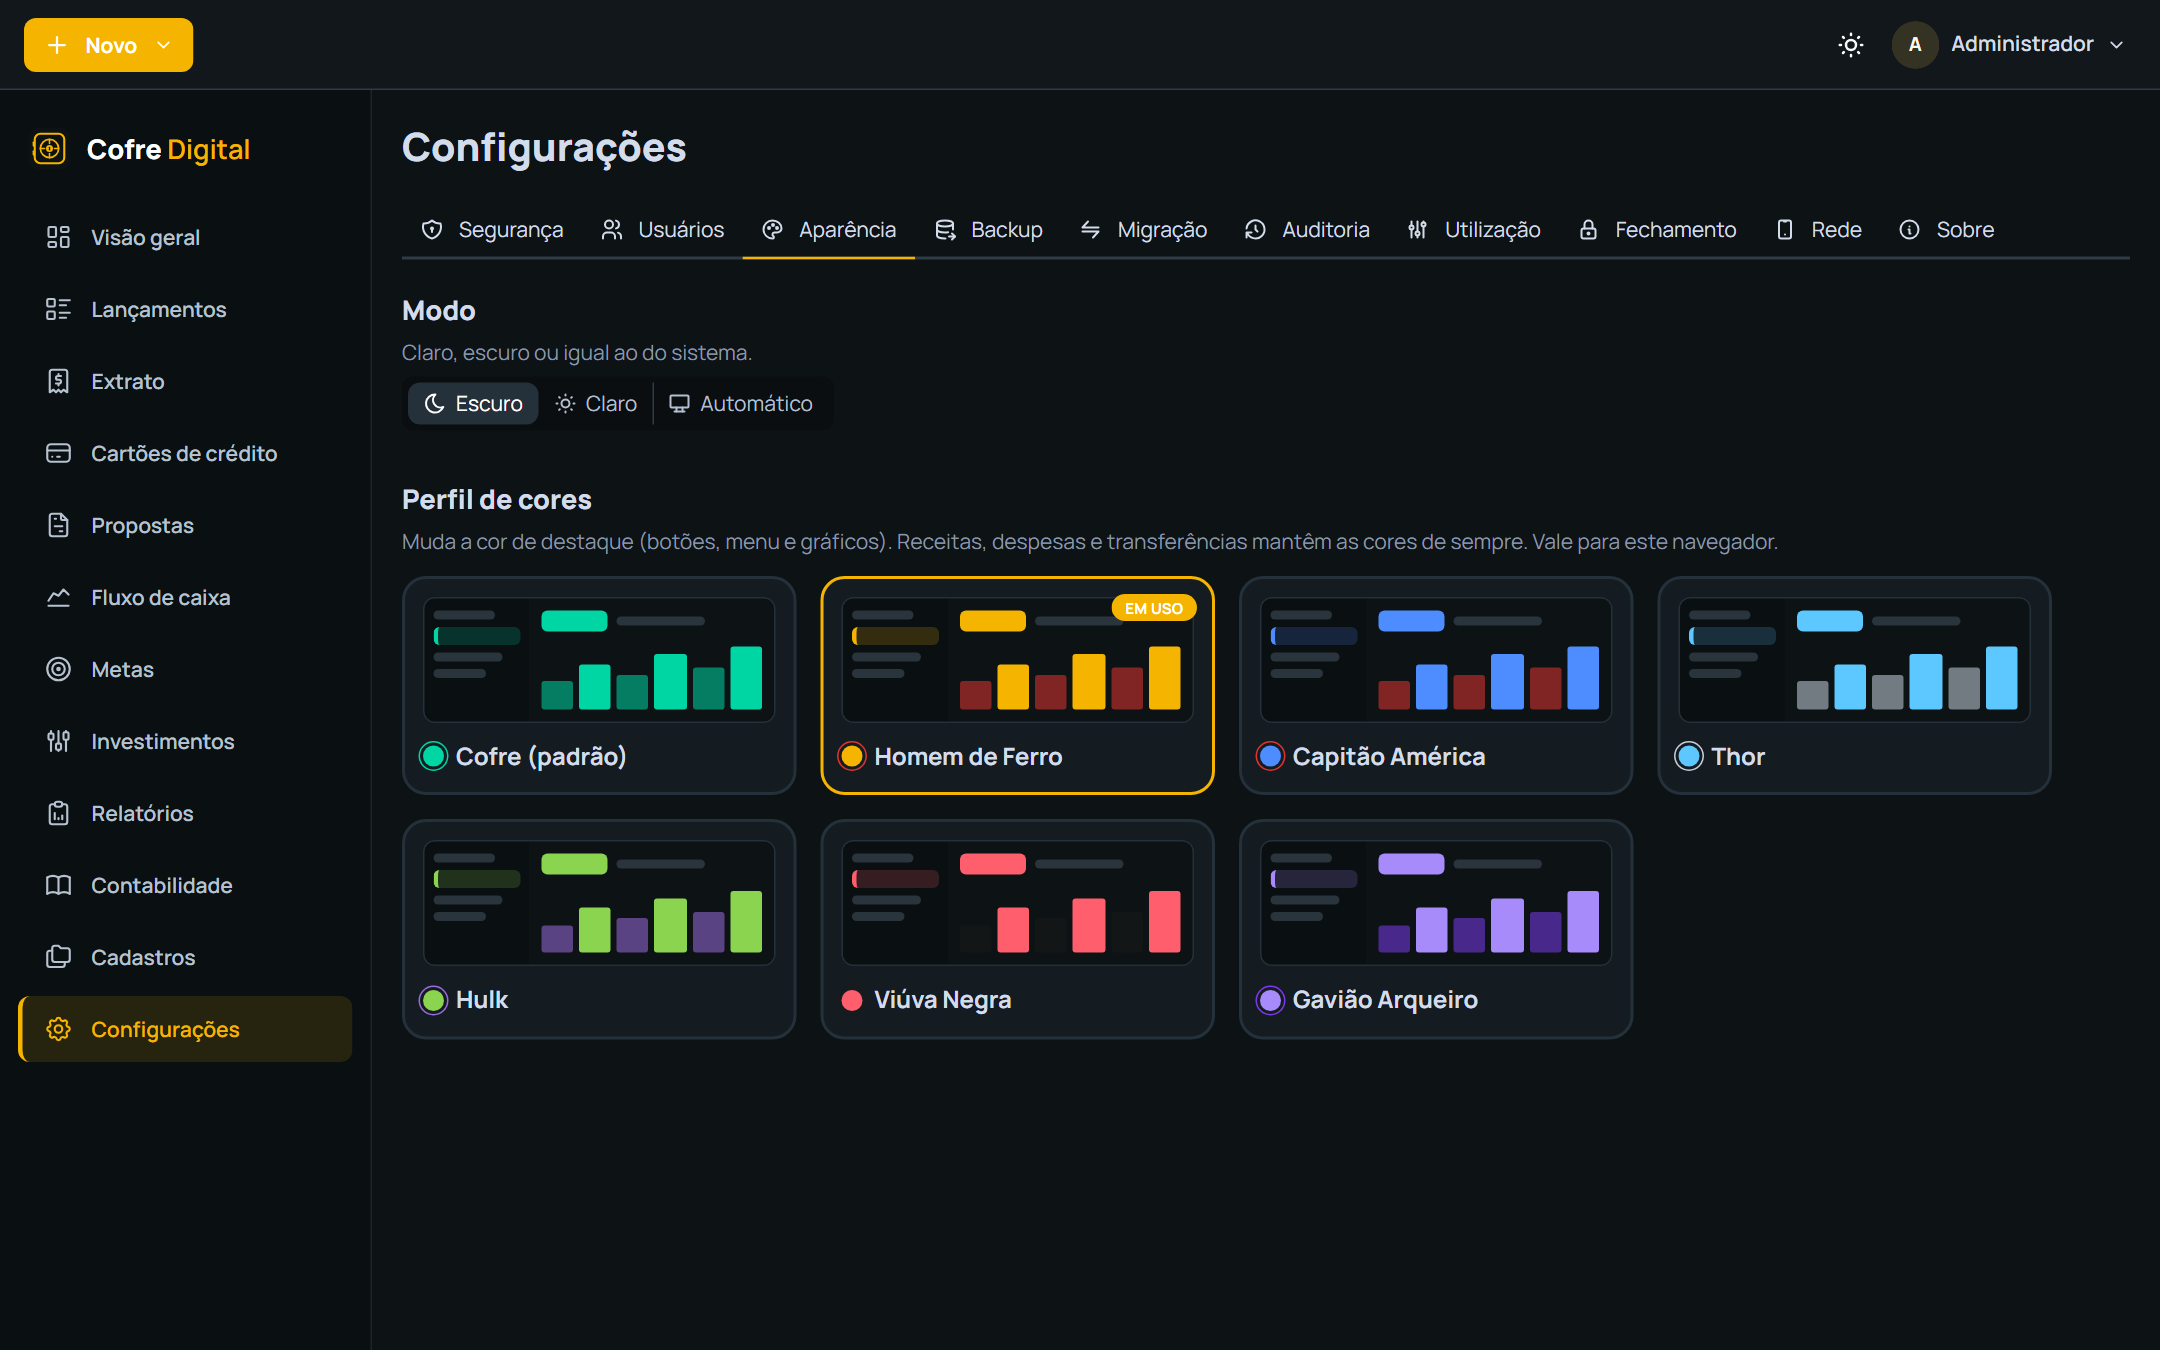 Novo
A Administrador
Cofre Digital
Visão geral
Lançamentos
Extrato
Cartões de crédito
Propostas
Fluxo de caixa
Metas
Investimentos
Relatórios
Contabilidade
Cadastros
Configurações
Configurações
Segurança Usuários Aparência Backup Migração Auditoria Utilização Fechamento Rede Sobre
Modo
Claro, escuro ou igual ao do sistema.
Escuro Claro Automático
Perfil de cores
Muda a cor de destaque (botões, menu e gráficos). Receitas, despesas e transferências mantêm as cores de sempre. Vale para este navegador.
EM USO
Cofre (padrão) Homem de Ferro Capitão América Thor
Hulk Viúva Negra Gavião Arqueiro